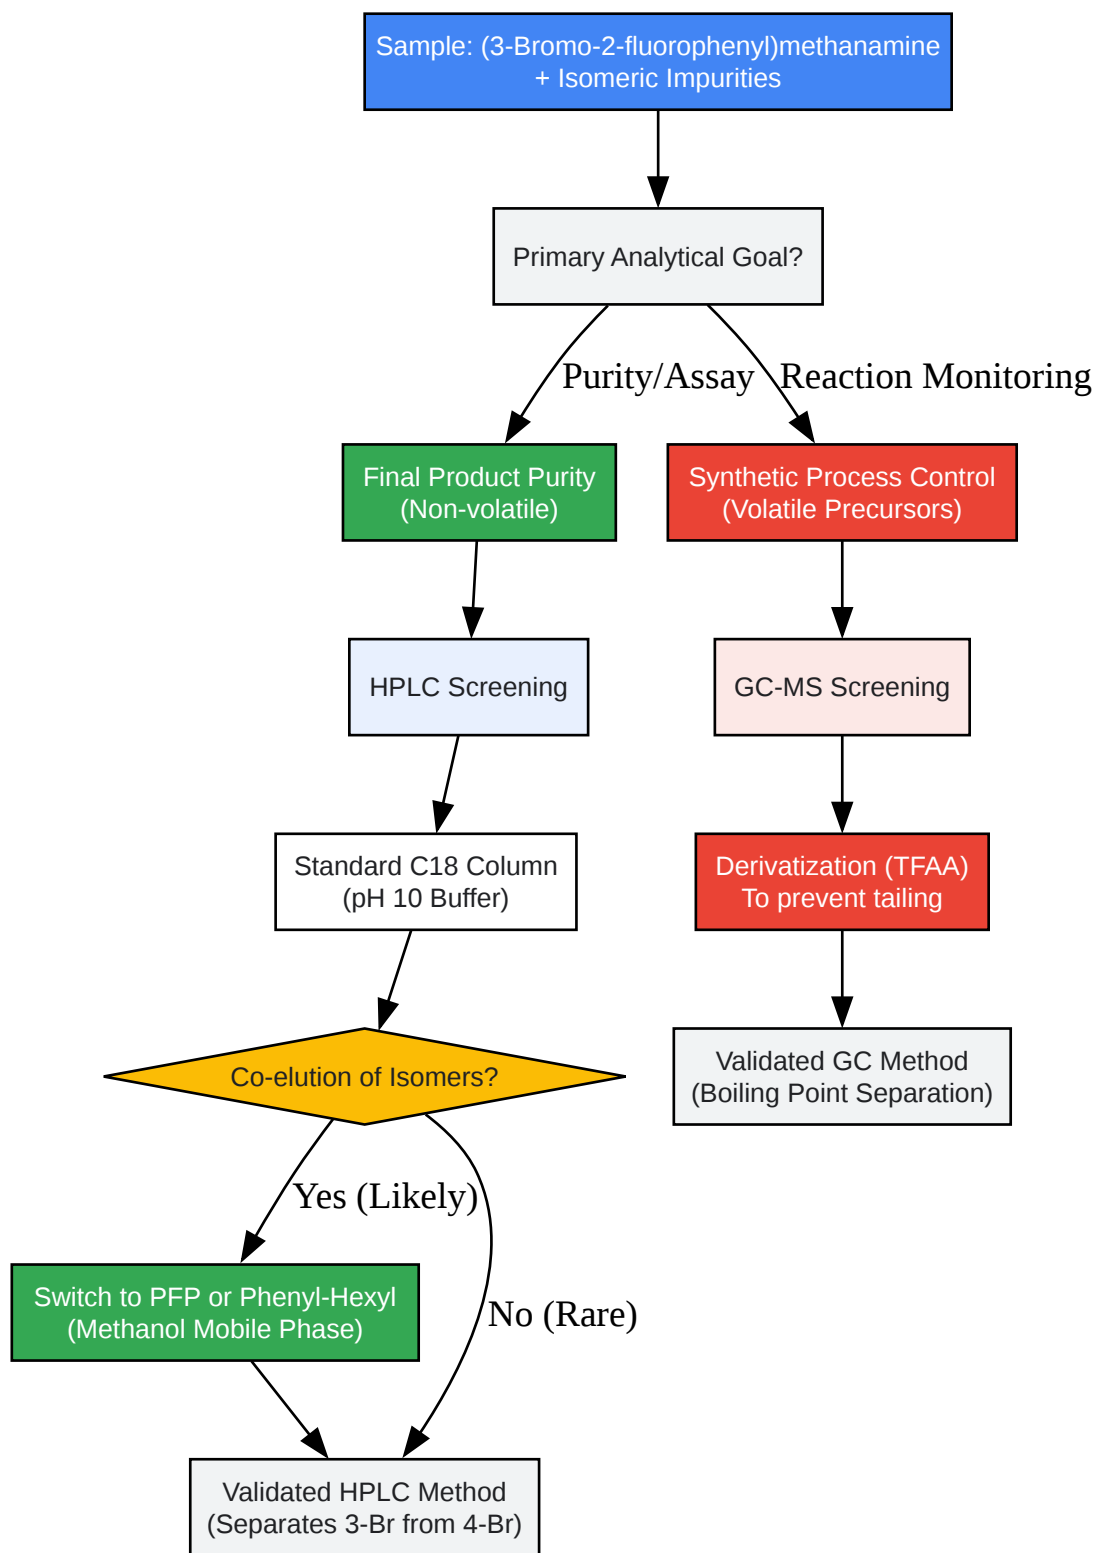 Sample: (3-Bromo-2-fluorophenyl)methanamine
+ Isomeric Impurities
Primary Analytical Goal?
Purity/Assay
Reaction Monitoring
Final Product Purity
(Non-volatile)
Synthetic Process Control
(Volatile Precursors)
HPLC Screening
GC-MS Screening
Standard C18 Column
(pH 10 Buffer)
Derivatization (TFAA)
To prevent tailing
Co-elution of Isomers?
Validated GC Method
(Boiling Point Separation)
Yes (Likely)
No (Rare)
Switch to PFP or Phenyl-Hexyl
(Methanol Mobile Phase)
Validated HPLC Method
(Separates 3-Br from 4-Br)